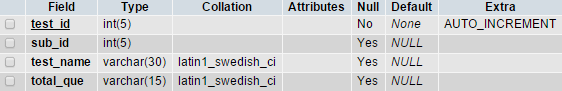 Field Type Collation Attributes Null Default Extra
test_id int(5) No None AUTO_INCREMENT
sub_id int(5) Yes NULL
test_name varchar(30) latin1_swedish_ci Yes NULL
total_que varchar(15) latin1_swedish_ci Yes NULL